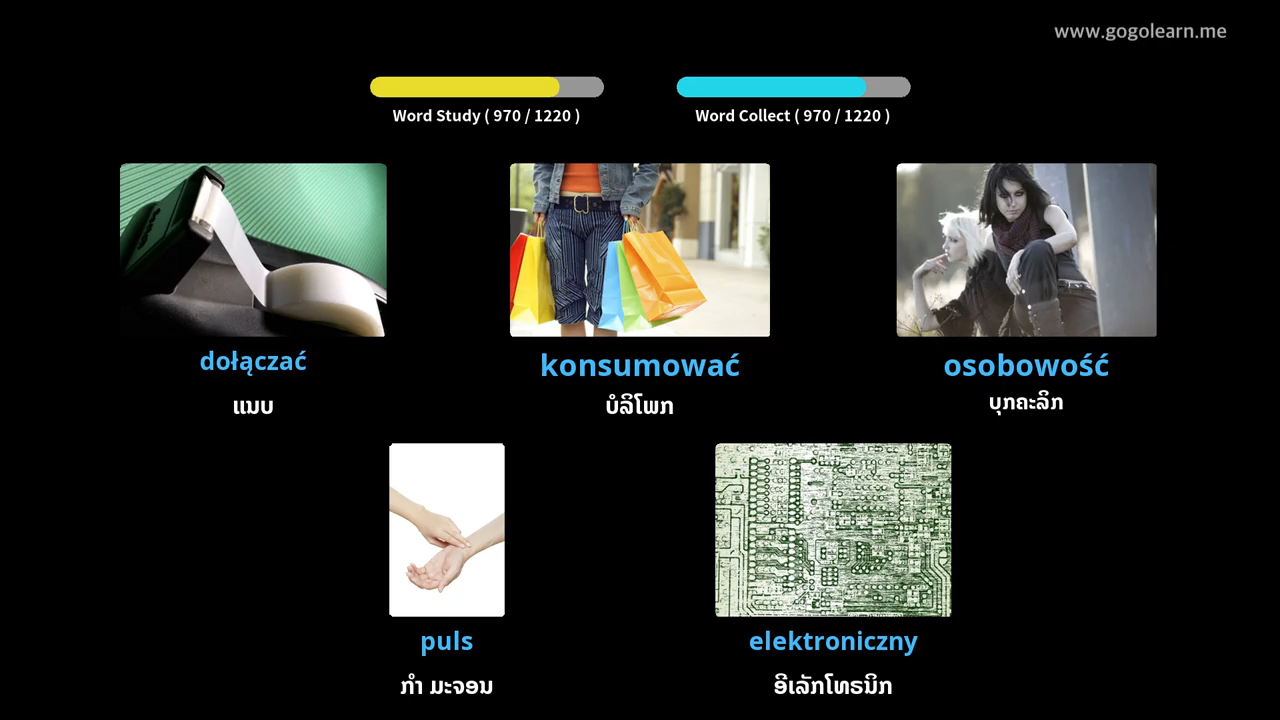 www.gogolearn.me
Word Study ( 970 / 1220 )
Word Collect ( 970 / 1220 )
dołączać
konsumować
osobowość
ແນບ
ບໍລິໂພກ
ບຸກຄະລິກ
puls
elektroniczny
ກຳ ມະຈອນ
ອີເລັກໂທຣນິກ